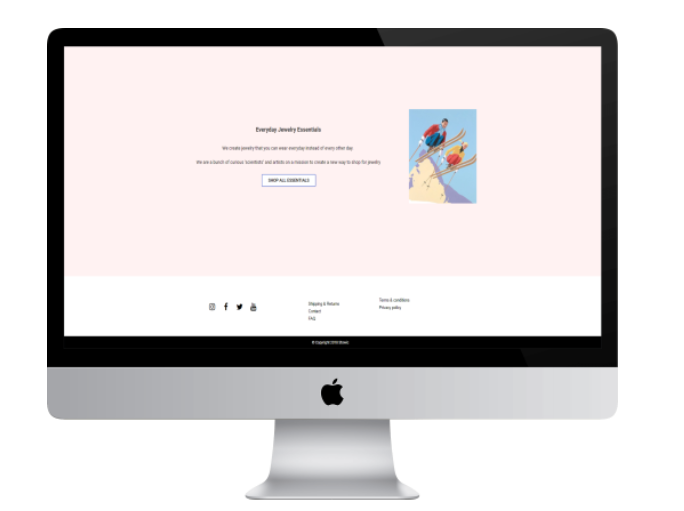 Everyday Jewelry Essentials
We create jewelry that you can wear everyday instead of every other day.
We are a bunch of curious 'scientists' and artists on a mission to create a new way to shop for jewelry
SHOP ALL ESSENTIALS
Shipping & Returns
Contact
FAQ
Terms & conditions
Privacy policy
© Copyright